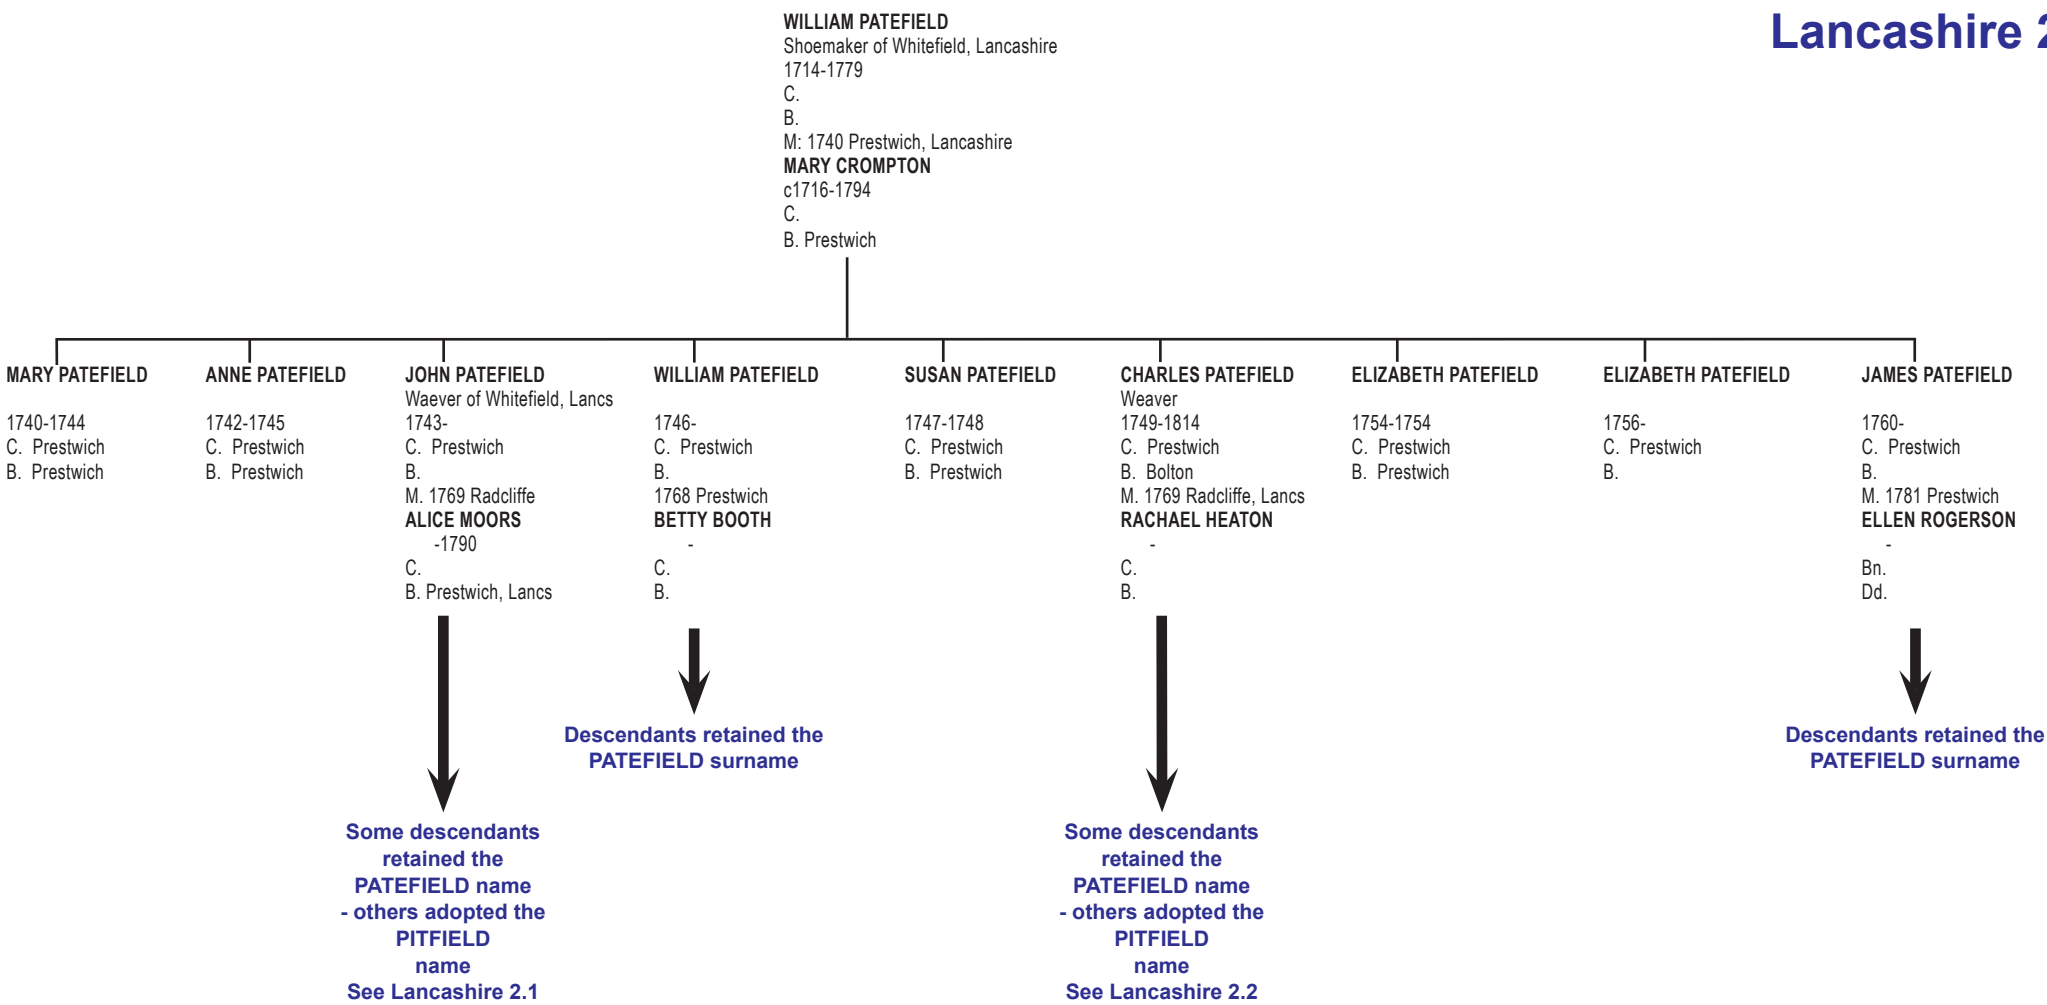 Lancashire 2
WILLIAM PATEFIELD
Shoemaker of Whitefield, Lancashire
1714-1779
C.
B.
M: 1740 Prestwich, Lancashire
MARY CROMPTON
c1716-1794
C.
B. Prestwich
MARY PATEFIELD
1740-1744
C. Prestwich
B. Prestwich
ANNE PATEFIELD
1742-1745
C. Prestwich
B. Prestwich
JOHN PATEFIELD
Waever of Whitefield, Lancs
1743-
C. Prestwich
B.
M. 1769 Radcliffe
ALICE MOORS
-1790
C.
B. Prestwich, Lancs
Some descendants
retained the
PATEFIELD name
- others adopted the
PITFIELD
name
See Lancashire 2.1
WILLIAM PATEFIELD
1746-
C. Prestwich
B.
1768 Prestwich
BETTY BOOTH
-
C.
B.
Descendants retained the
PATEFIELD surname
SUSAN PATEFIELD
1747-1748
C. Prestwich
B. Prestwich
CHARLES PATEFIELD
Weaver
1749-1814
C. Prestwich
B. Bolton
M. 1769 Radcliffe, Lancs
RACHAEL HEATON
-
C.
B.
Some descendants
retained the
PATEFIELD name
- others adopted the
PITFIELD
name
See Lancashire 2.2
ELIZABETH PATEFIELD
1754-1754
C. Prestwich
B. Prestwich
ELIZABETH PATEFIELD
1756-
C. Prestwich
B.
JAMES PATEFIELD
1760-
C. Prestwich
B.
M. 1781 Prestwich
ELLEN ROGERSON
-
Bn.
Dd.
Descendants retained the
PATEFIELD surname